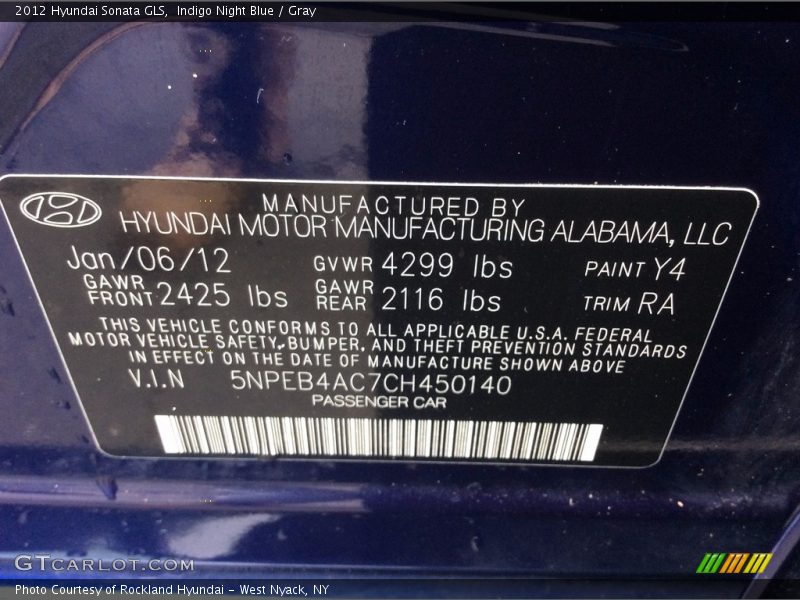 2012 Hyundai Sonata GLS, Indigo Night Blue / Gray
MANUFACTURED BY
HYUNDAI MOTOR MANUFACTURING ALABAMA, LLC
Jan/06/12 GVWR 4299 lbs PAINT Y4
GAWR FRONT 2425 lbs GAWR REAR 2116 lbs TRIM RA
THIS VEHICLE CONFORMS TO ALL APPLICABLE U.S.A. FEDERAL
MOTOR VEHICLE SAFETY, BUMPER, AND THEFT PREVENTION STANDARDS
IN EFFECT ON THE DATE OF MANUFACTURE SHOWN ABOVE
V.I.N 5NPEB4AC7CH450140
PASSENGER CAR
GTCARLOT.COM
Photo Courtesy of Rockland Hyundai - West Nyack, NY